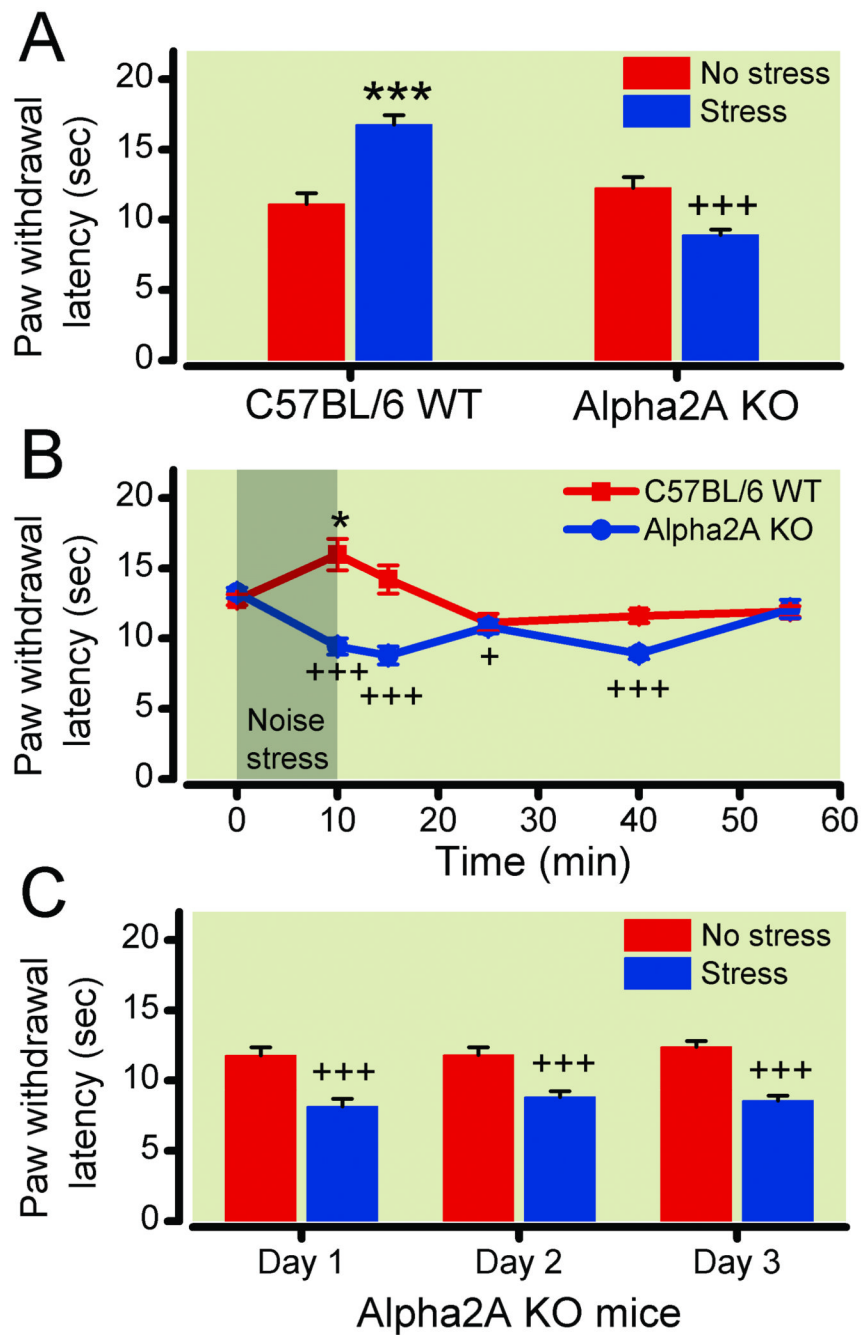 A
Paw withdrawal
latency (sec)
20
15
10
5
0
No stress
Stress
***
+++
C57BL/6 WT
Alpha2A KO
B
Paw withdrawal
latency (sec)
20
15
10
5
0
C57BL/6 WT
Alpha2A KO
*
+++
+++
+
+++
Noise
stress
0 10 20 30 40 50 60
Time (min)
C
Paw withdrawal
latency (sec)
20
15
10
5
0
No stress
Stress
+++ +++ +++
Day 1 Day 2 Day 3
Alpha2A KO mice